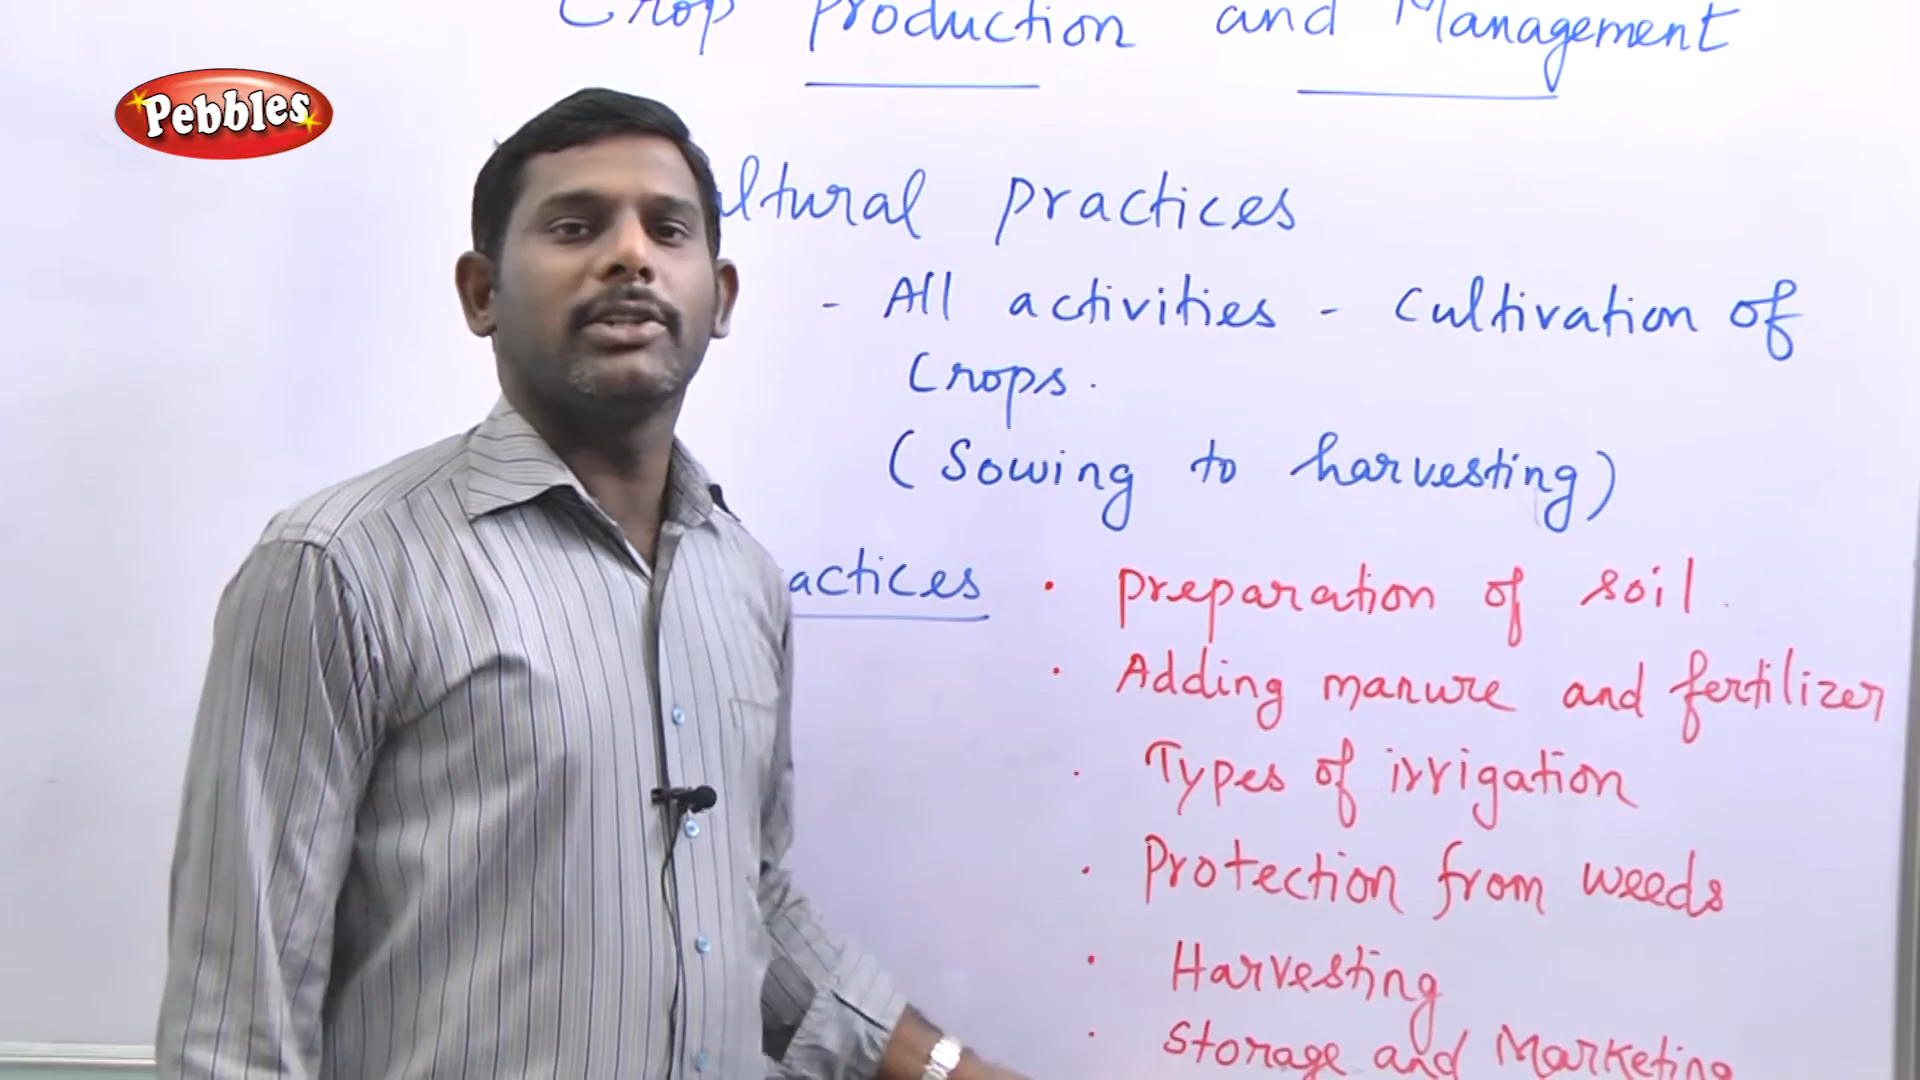 Crop Production and Management
Pebbles
ultural practices
- All activities - Cultivation of
Crops.
(Sowing to harvesting)
actices
• Preparation of soil.
• Adding manure and fertilizer
• Types of irrigation
• Protection from weeds
• Harvesting
• Storage and Marketing